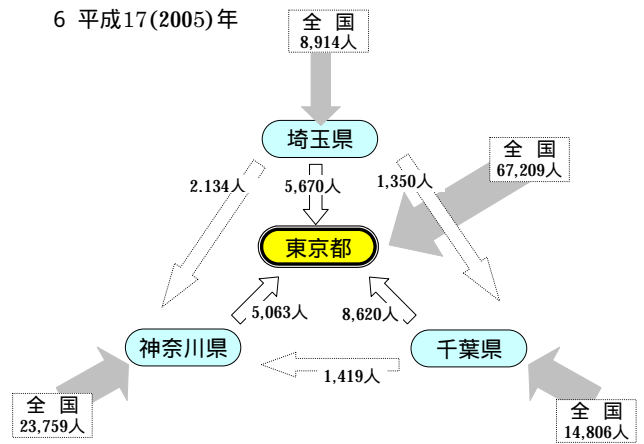 6 平成17(2005)年
全 国
8,914人
埼玉県
全 国
67,209人
2.134人
5,670人
1,350人
東京都
5,063人
8,620人
神奈川県
千葉県
1,419人
全 国
23,759人
全 国
14,806人